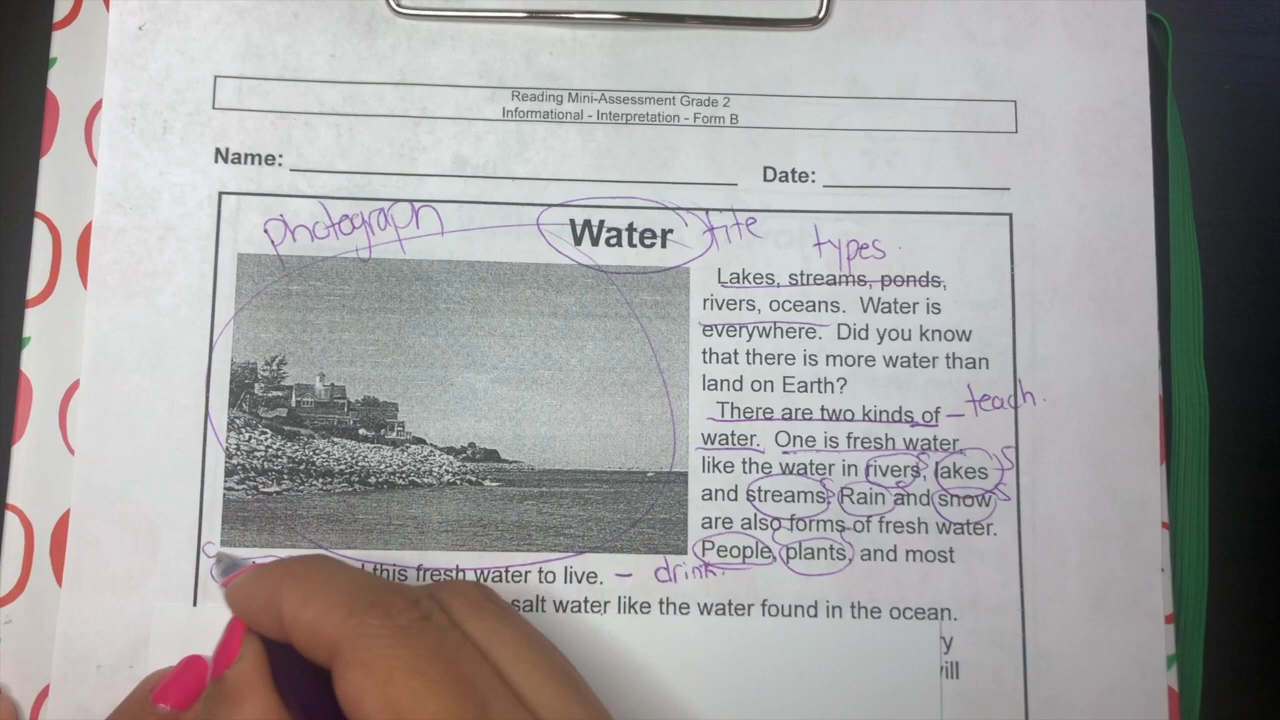 Reading Mini-Assessment Grade 2
Informational - Interpretation - Form B
Name: Date:
photograph Water title types.
Lakes, streams, ponds,
rivers, oceans. Water is
everywhere. Did you know
that there is more water than
land on Earth?
There are two kinds of - teach.
water. One is fresh water,
like the water in rivers, lakes
and streams. Rain and snow
are also forms of fresh water.
People, plants, and most
this fresh water to live. - drink.
salt water like the water found in the ocean.